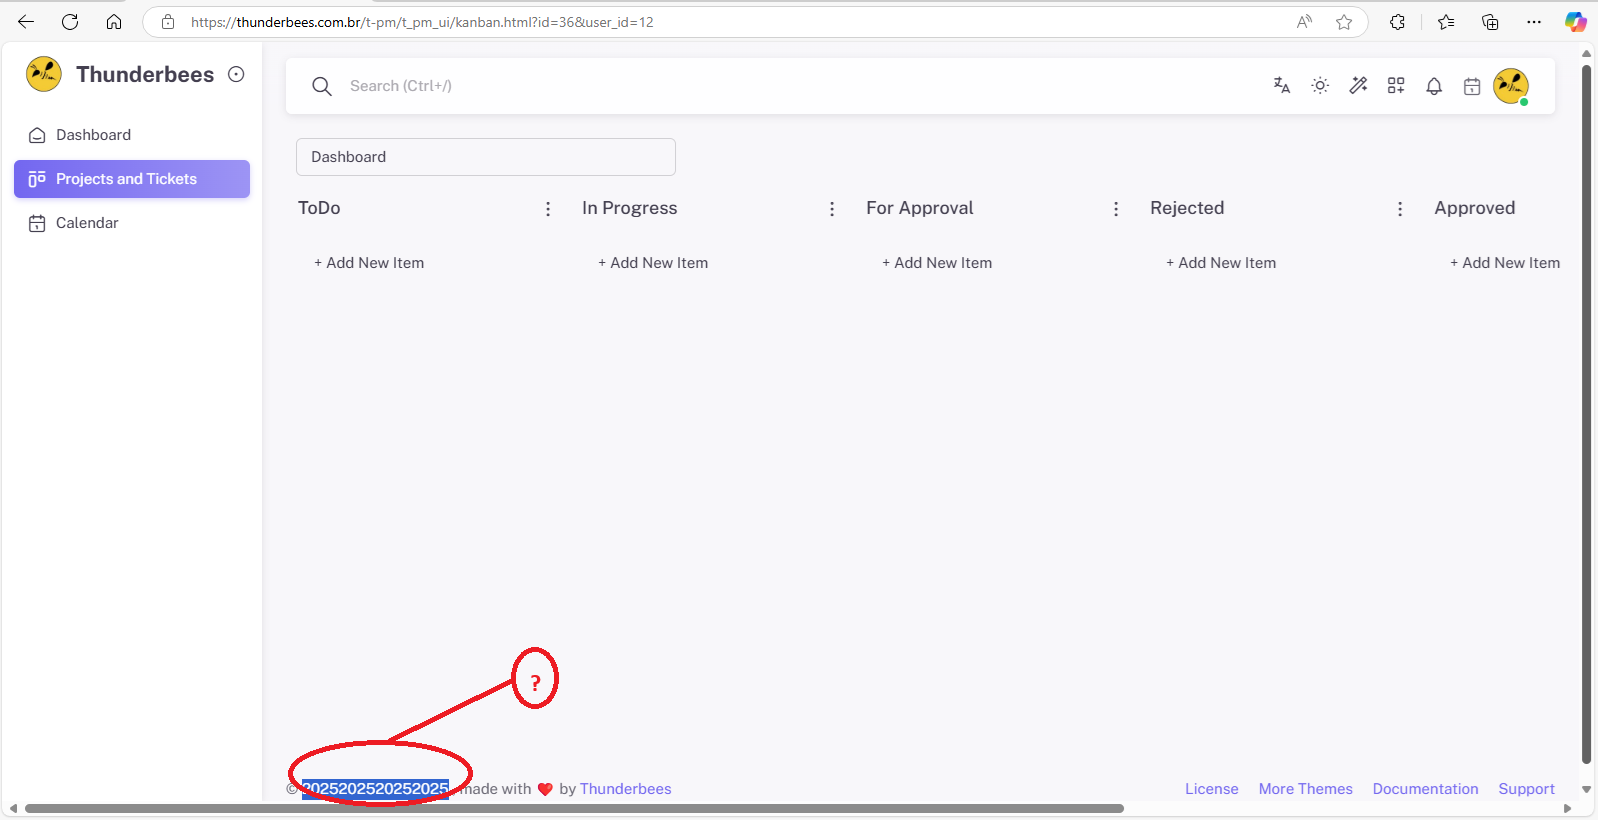 https://thunderbees.com.br/t-pm/t_pm_ui/kanban.html?id=36&user_id=12
Thunderbees
Search (Ctrl+/)
Dashboard
Projects and Tickets
Calendar
Dashboard
ToDo In Progress For Approval Rejected Approved
+ Add New Item + Add New Item + Add New Item + Add New Item + Add New Item
?
© 2025202520252025 made with ❤️ by Thunderbees License More Themes Documentation Support